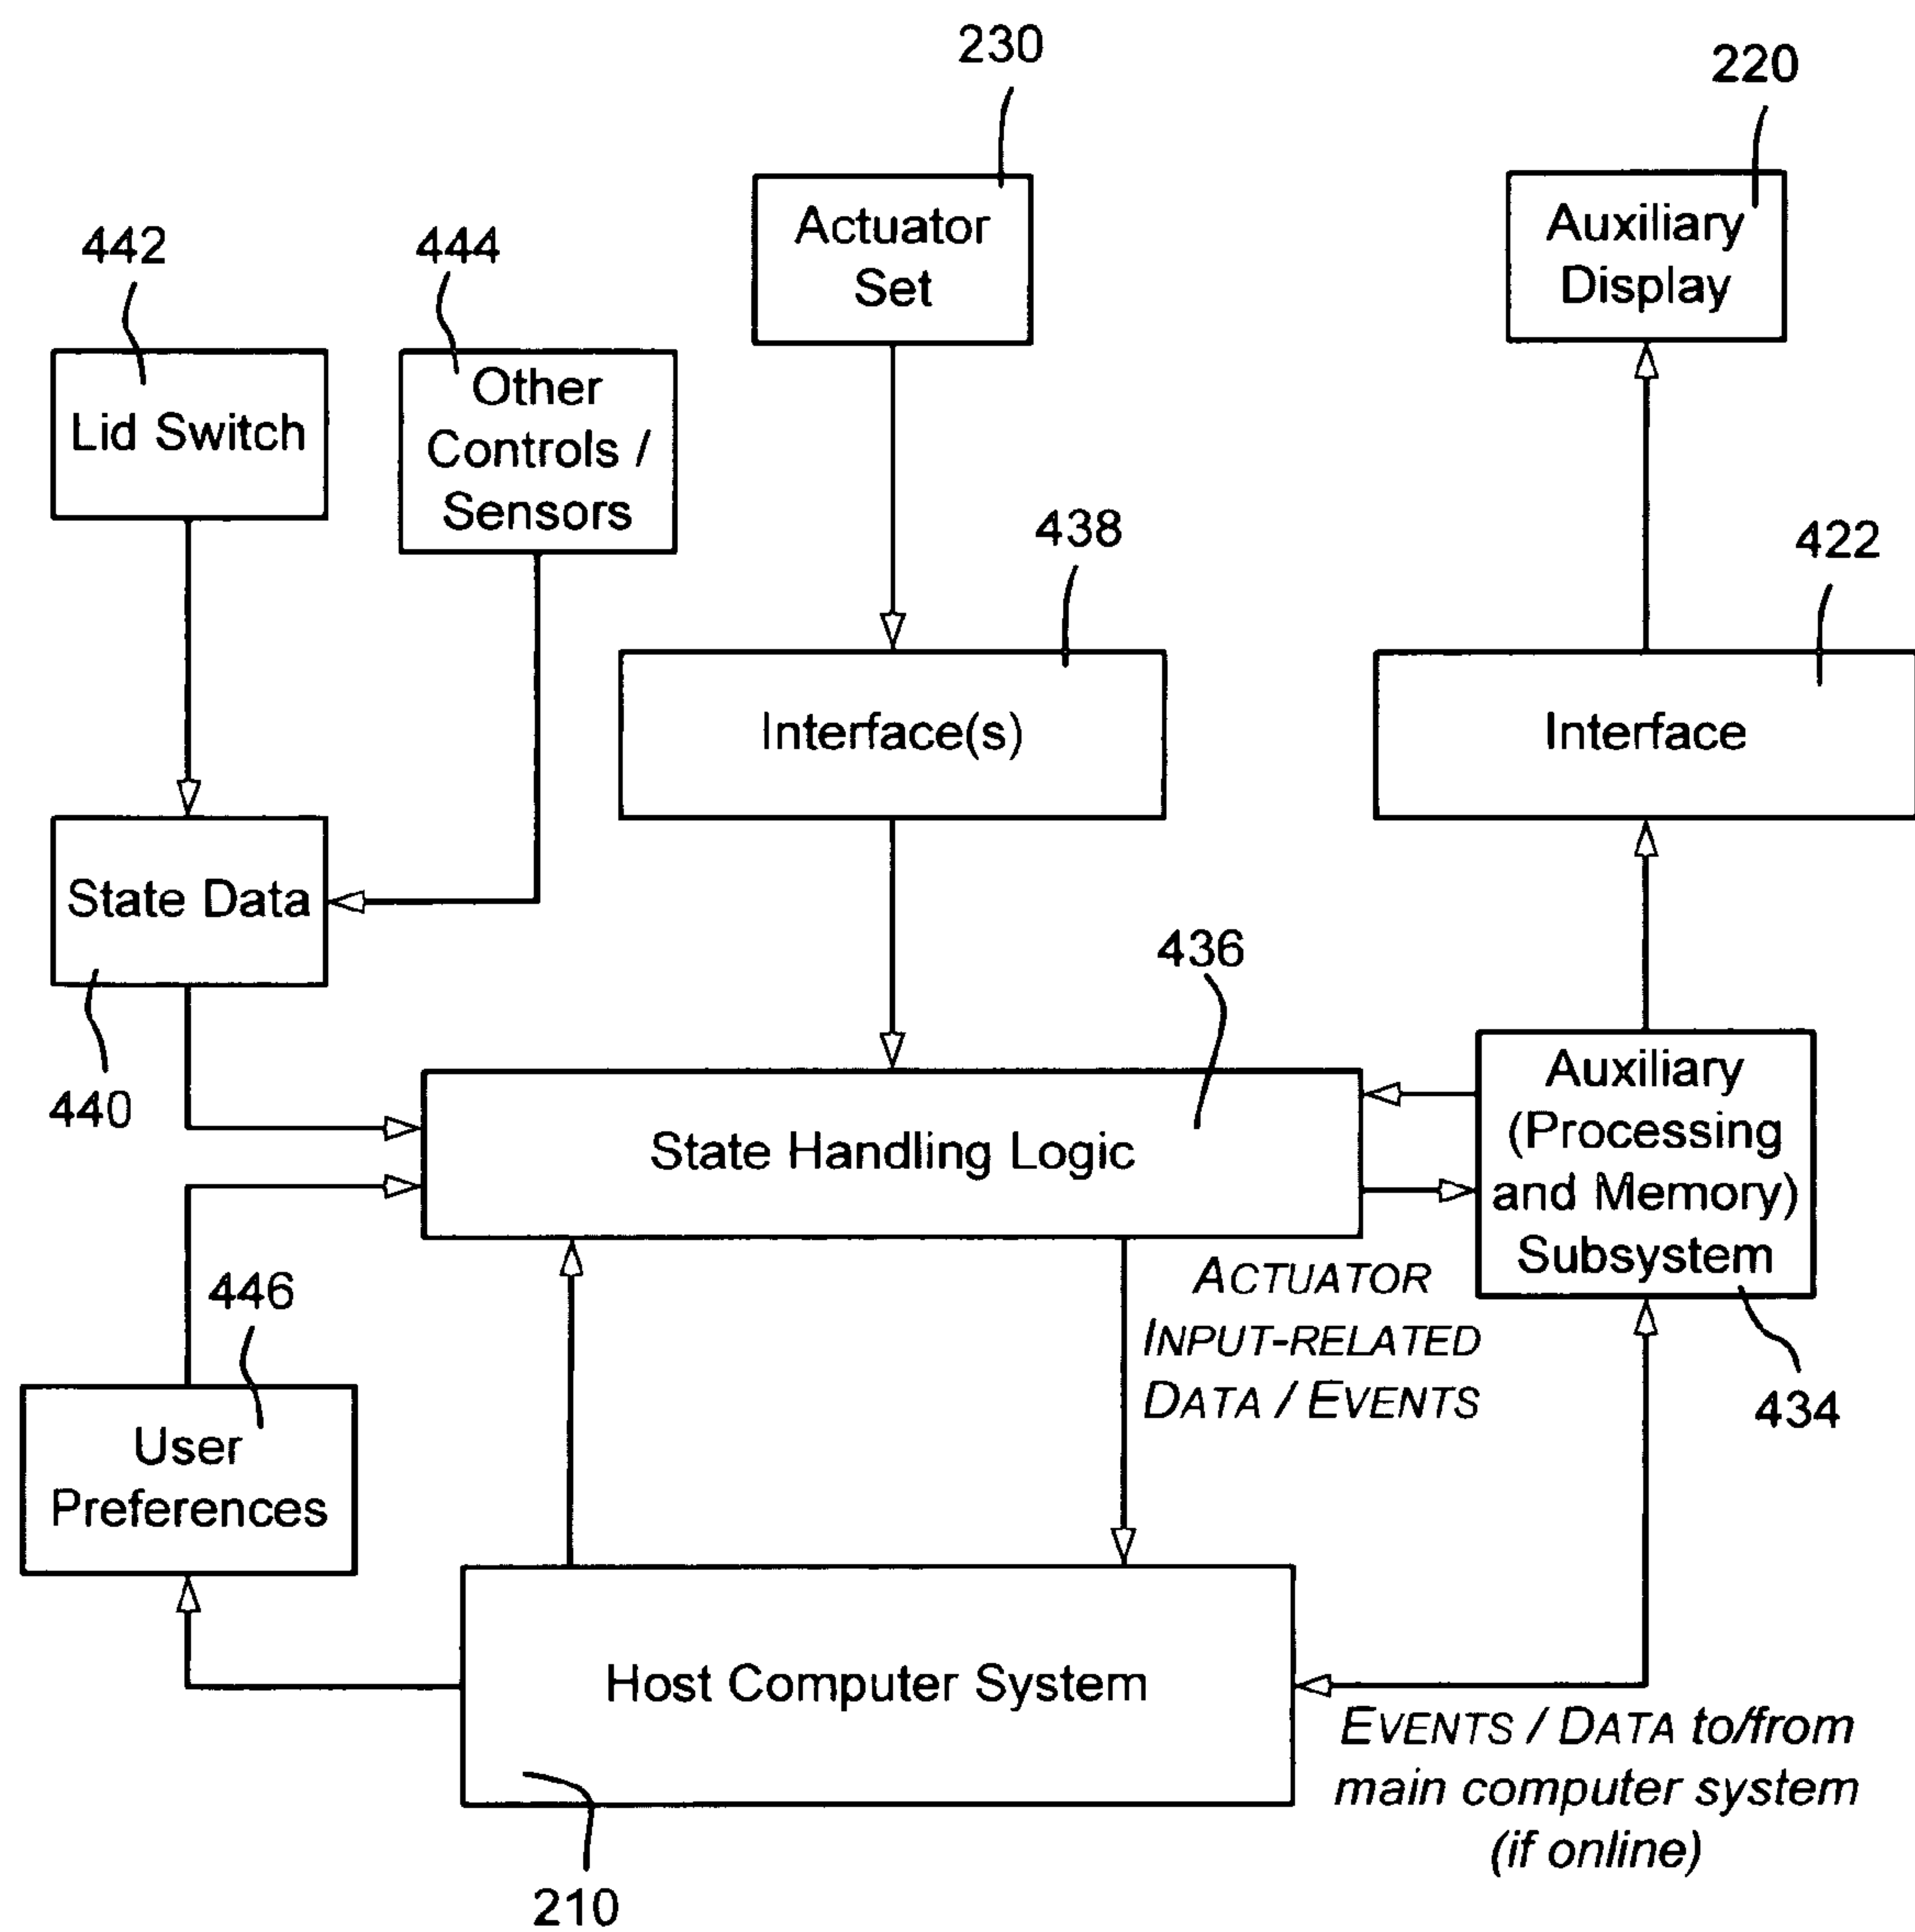 230
220
442
444
Actuator
Set
Auxiliary
Display
Lid Switch
Other
Controls /
Sensors
438
422
Interface(s)
Interface
State Data
436
440
State Handling Logic
Auxiliary
(Processing
and Memory)
Subsystem
446
ACTUATOR
INPUT-RELATED
DATA / EVENTS
434
User
Preferences
Host Computer System
EVENTS / DATA to/from
main computer system
(if online)
210